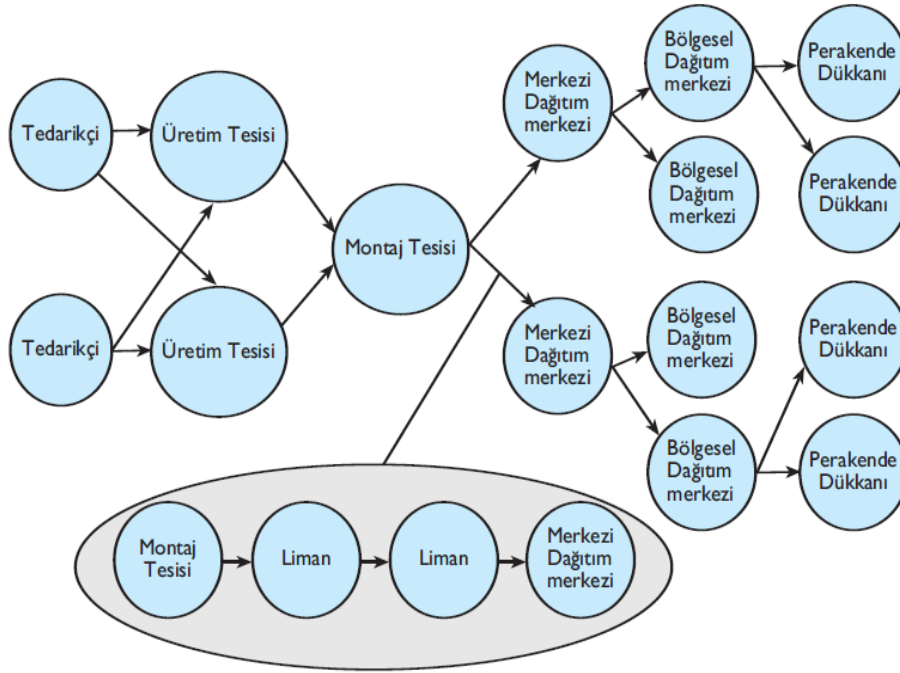 Tedarikçi
Üretim Tesisi
Tedarikçi
Üretim Tesisi
Montaj Tesisi
Merkezi
Dağıtım
merkezi
Bölgesel
Dağıtım
merkezi
Bölgesel
Dağıtım
merkezi
Perakende
Dükkanı
Perakende
Dükkanı
Merkezi
Dağıtım
merkezi
Bölgesel
Dağıtım
merkezi
Bölgesel
Dağıtım
merkezi
Perakende
Dükkanı
Perakende
Dükkanı
Montaj
Tesisi
Liman
Liman
Merkezi
Dağıtım
merkezi